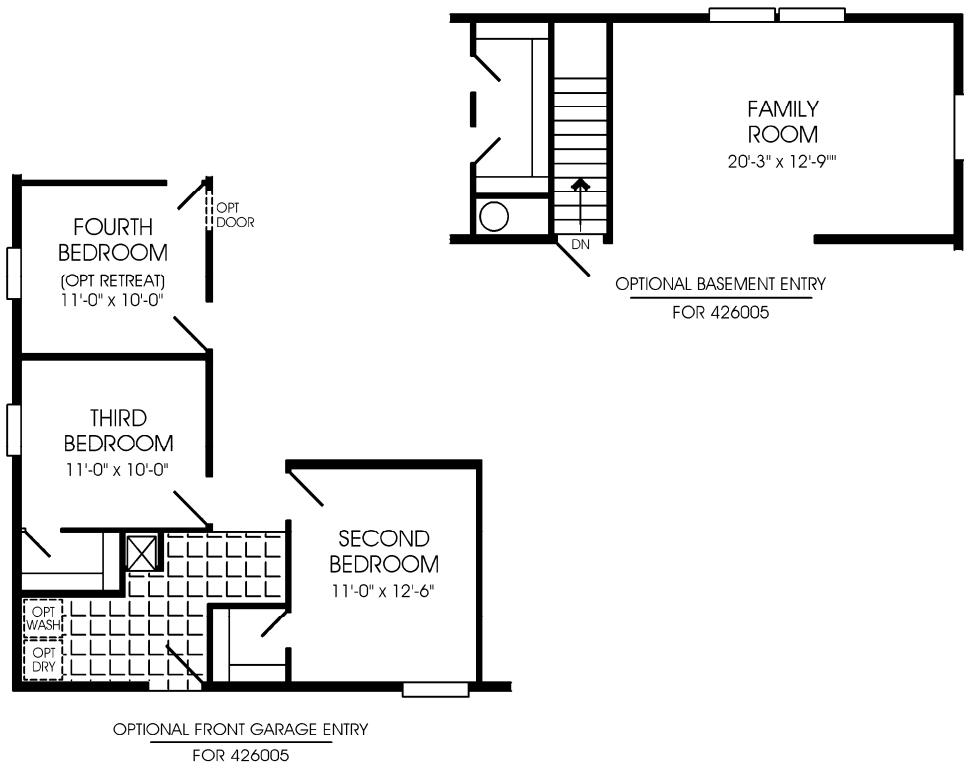 FAMILY
ROOM
20'-3" x 12'-9""
DN
OPTIONAL BASEMENT ENTRY
FOR 426005
OPT
DOOR
FOURTH
BEDROOM
(OPT RETREAT)
11'-0" x 10'-0"
THIRD
BEDROOM
11'-0" x 10'-0"
SECOND
BEDROOM
11'-0" x 12'-6"
OPT
WASH
OPT
DRY
OPTIONAL FRONT GARAGE ENTRY
FOR 426005